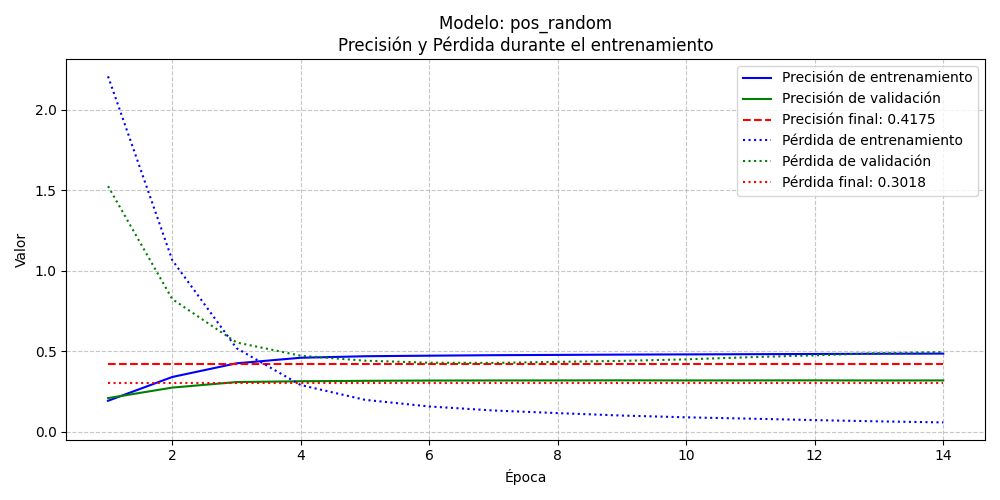 Modelo: pos_random
Precisión y Pérdida durante el entrenamiento
Precisión de entrenamiento
Precisión de validación
Precisión final: 0.4175
Pérdida de entrenamiento
Pérdida de validación
Pérdida final: 0.3018
Valor
2.0
1.5
1.0
0.5
0.0
2 4 6 8 10 12 14
Época